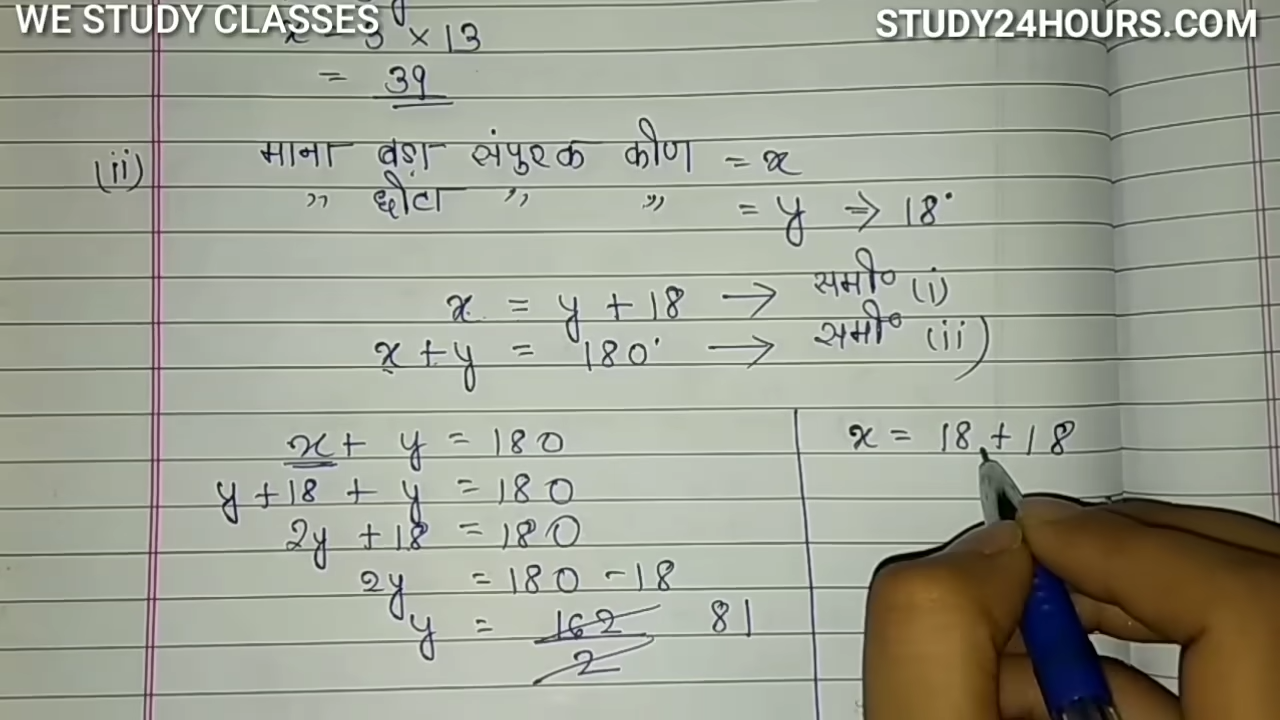 WE STUDY CLASSES
STUDY24HOURS.COM
x = 3 × 13
= 39
(ii) माना बड़ा संपुरक कोण = x
,, छोटा ,, ,, = y ⇒ 18°
x = y + 18 → समी० (i)
x + y = 180° → समी० (ii)
x + y = 180
y + 18 + y = 180
2y + 18 = 180
2y = 180 - 18
y = 162/2 81
x = 18 + 18